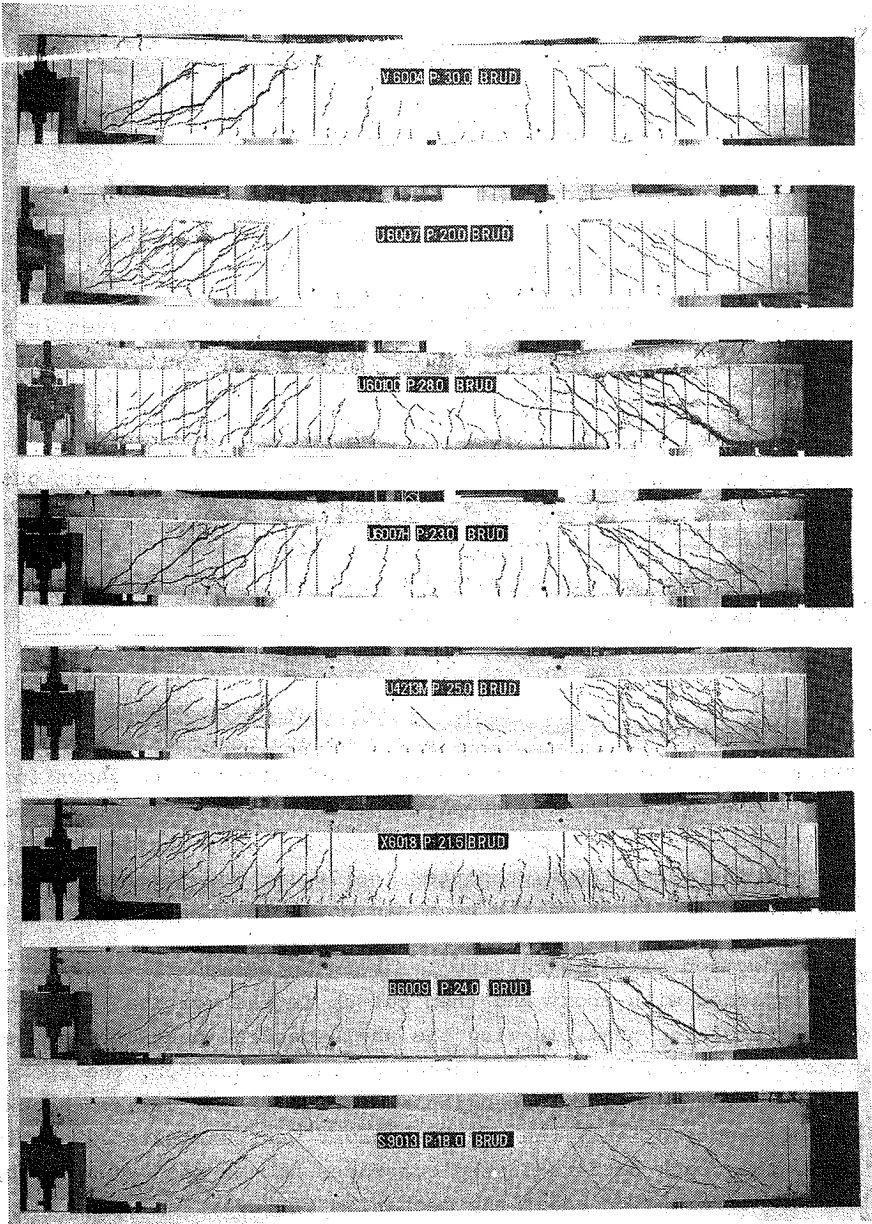 V 6004 P: 30.0 BRUD
U6007 P:20.0 BRUD
U6010C P:28.0 BRUD
U6007H P:23.0 BRUD
U4213M P:25.0 BRUD
X6018 P:21.5 BRUD
B6009 P:24.0 BRUD
S9013 P:18.0 BRUD